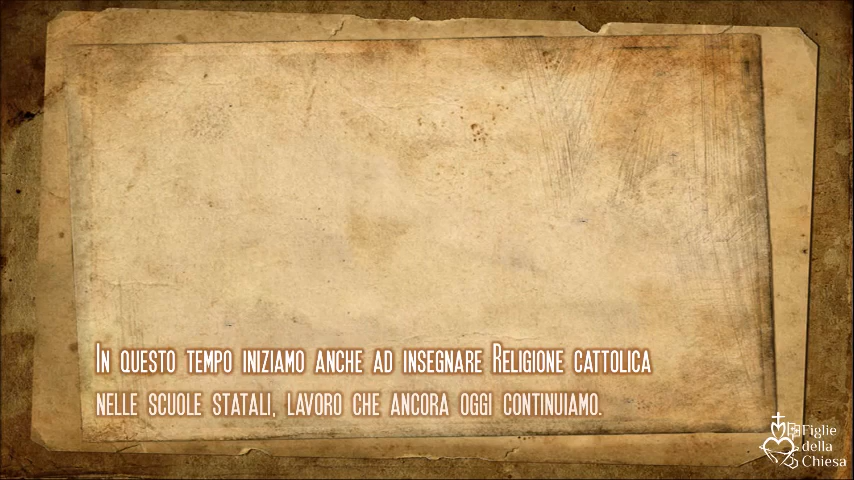 In questo tempo iniziamo anche ad insegnare Religione cattolica
nelle scuole statali, lavoro che ancora oggi continuiamo.
Figlie
della
Chiesa